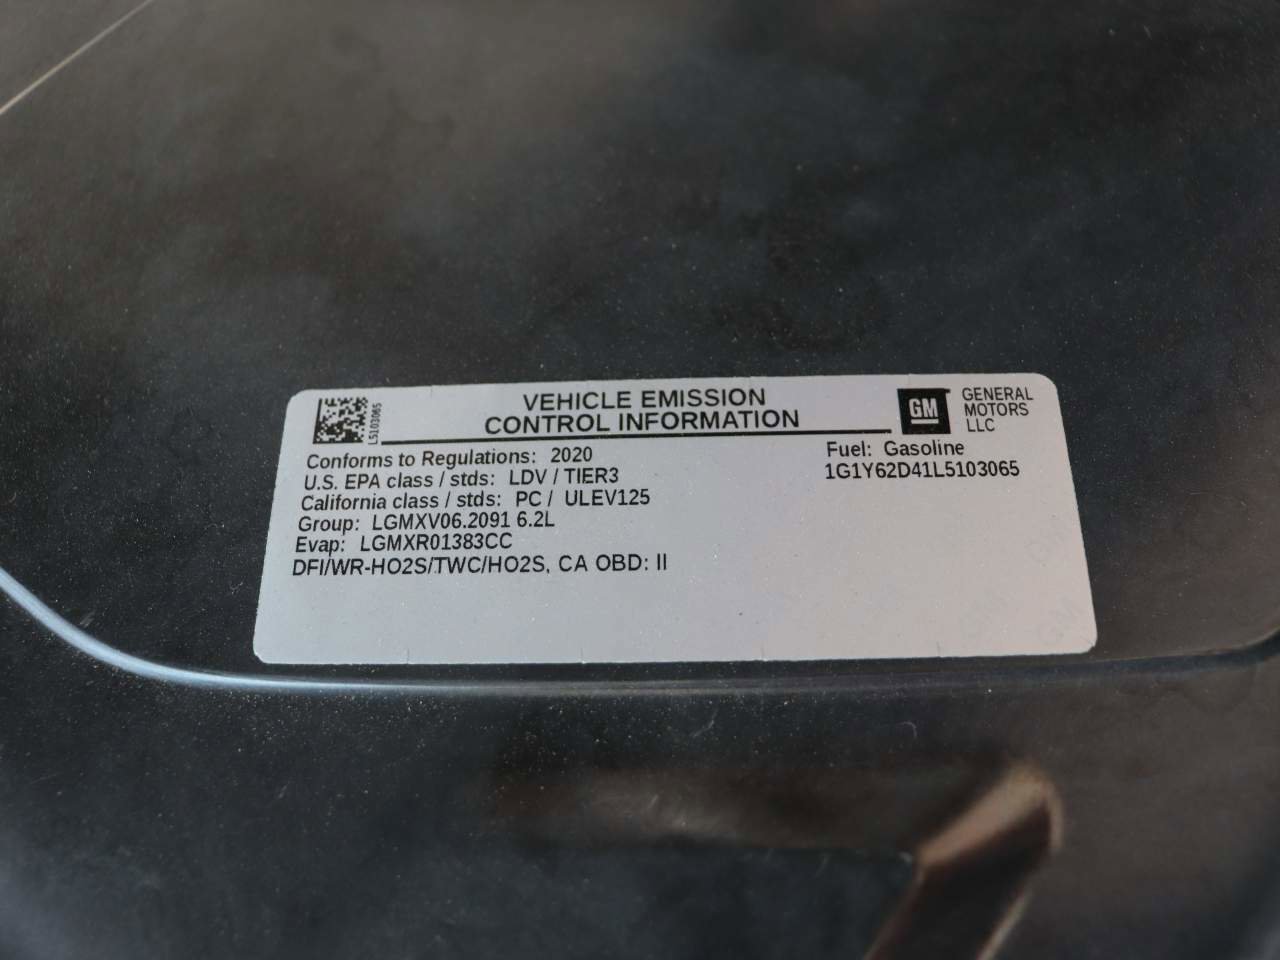 L5103065
VEHICLE EMISSION
CONTROL INFORMATION
GM
GENERAL
MOTORS
LLC
Conforms to Regulations: 2020
U.S. EPA class / stds: LDV / TIER3
California class / stds: PC / ULEV125
Group: LGMXV06.2091 6.2L
Evap: LGMXR01383CC
DFI/WR-HO2S/TWC/HO2S, CA OBD: II
Fuel: Gasoline
1G1Y62D41L5103065